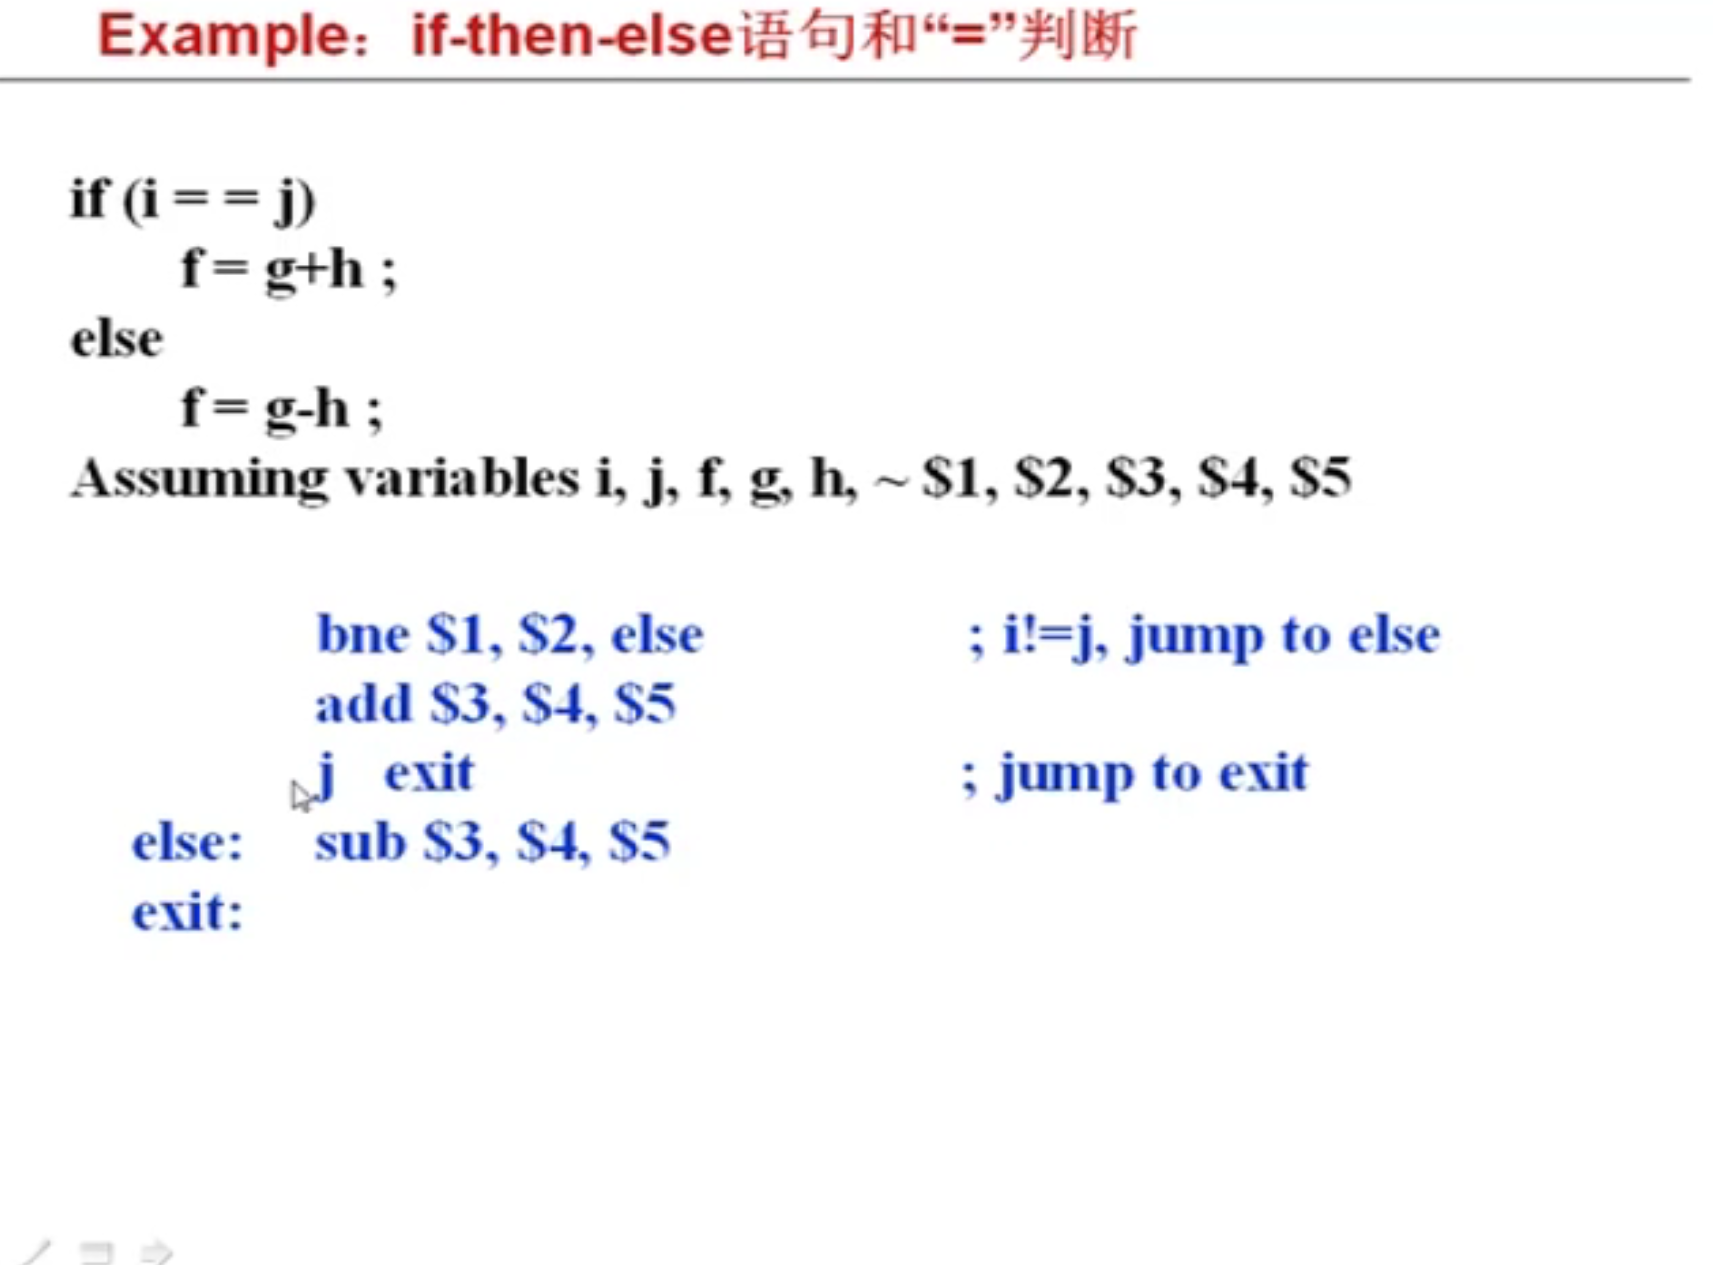 Example：if-then-else语句和“=”判断
if (i = = j)
f = g+h ;
else
f = g-h ;
Assuming variables i, j, f, g, h, ~ $1, $2, $3, $4, $5
bne $1, $2, else ; i!=j, jump to else
add $3, $4, $5
j exit ; jump to exit
else: sub $3, $4, $5
exit: